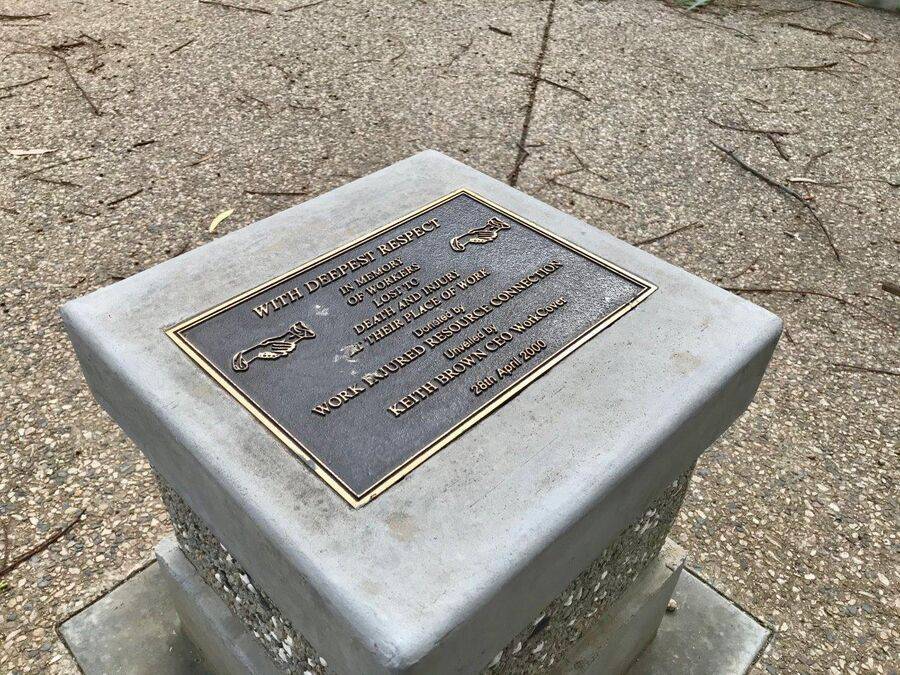 WITH DEEPEST RESPECT
IN MEMORY
OF WORKERS
LOST TO
DEATH AND INJURY
AT THEIR PLACE OF WORK
Donated by
WORK INJURED RESOURCE CONNECTION
Unveiled by
KEITH BROWN CEO WorkCover
28th April 2000